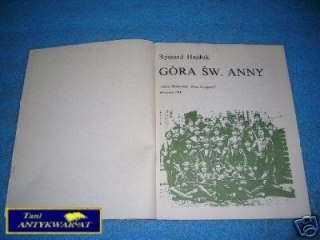 Ryszard Hajduk
GÓRA ŚW. ANNY
Tani
ANTYKWARIAT